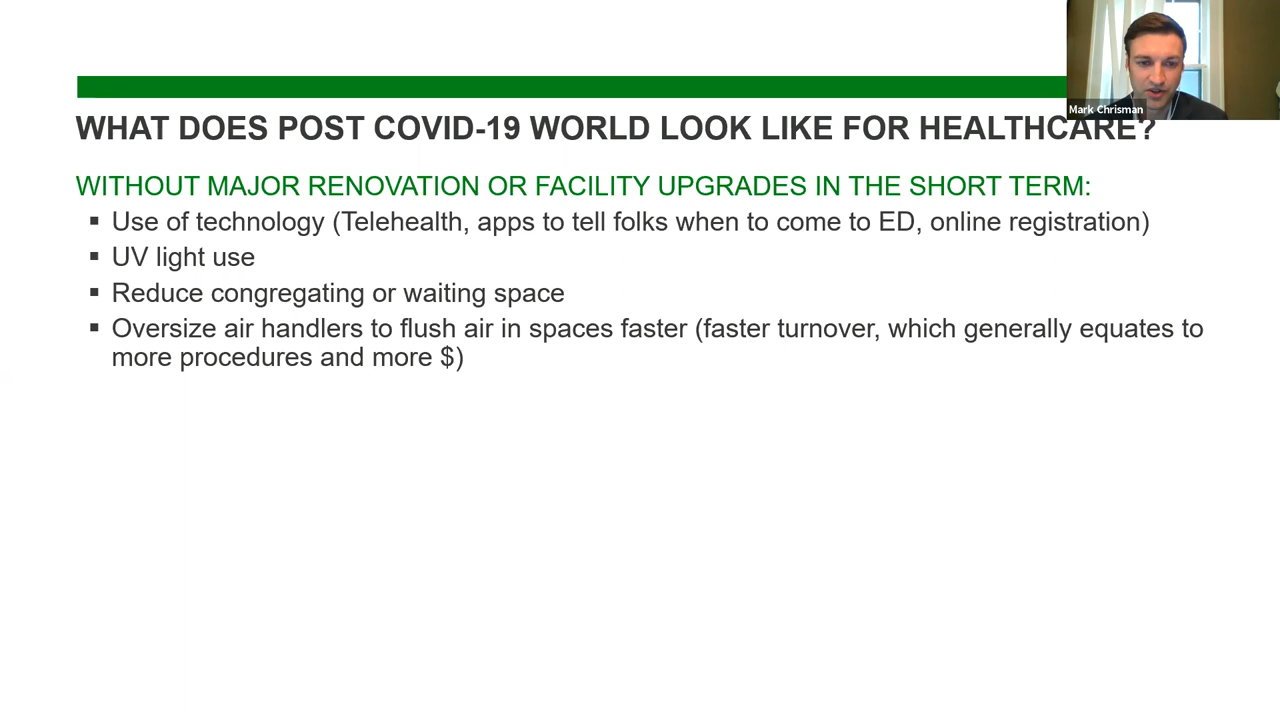 Mark Chrisman
WHAT DOES POST COVID-19 WORLD LOOK LIKE FOR HEALTHCARE?
WITHOUT MAJOR RENOVATION OR FACILITY UPGRADES IN THE SHORT TERM:
▪ Use of technology (Telehealth, apps to tell folks when to come to ED, online registration)
▪ UV light use
▪ Reduce congregating or waiting space
▪ Oversize air handlers to flush air in spaces faster (faster turnover, which generally equates to
more procedures and more $)